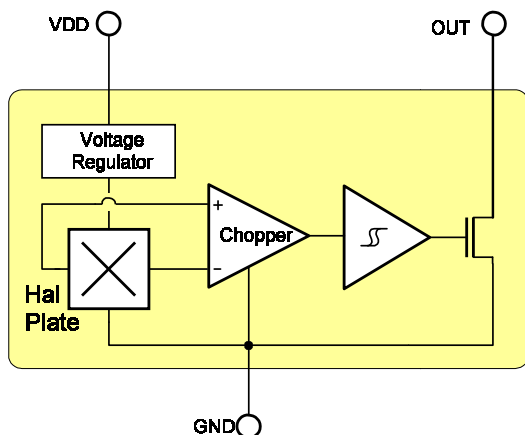 VDD
OUT
Voltage
Regulator
+
Chopper
−
Hal
Plate
GND